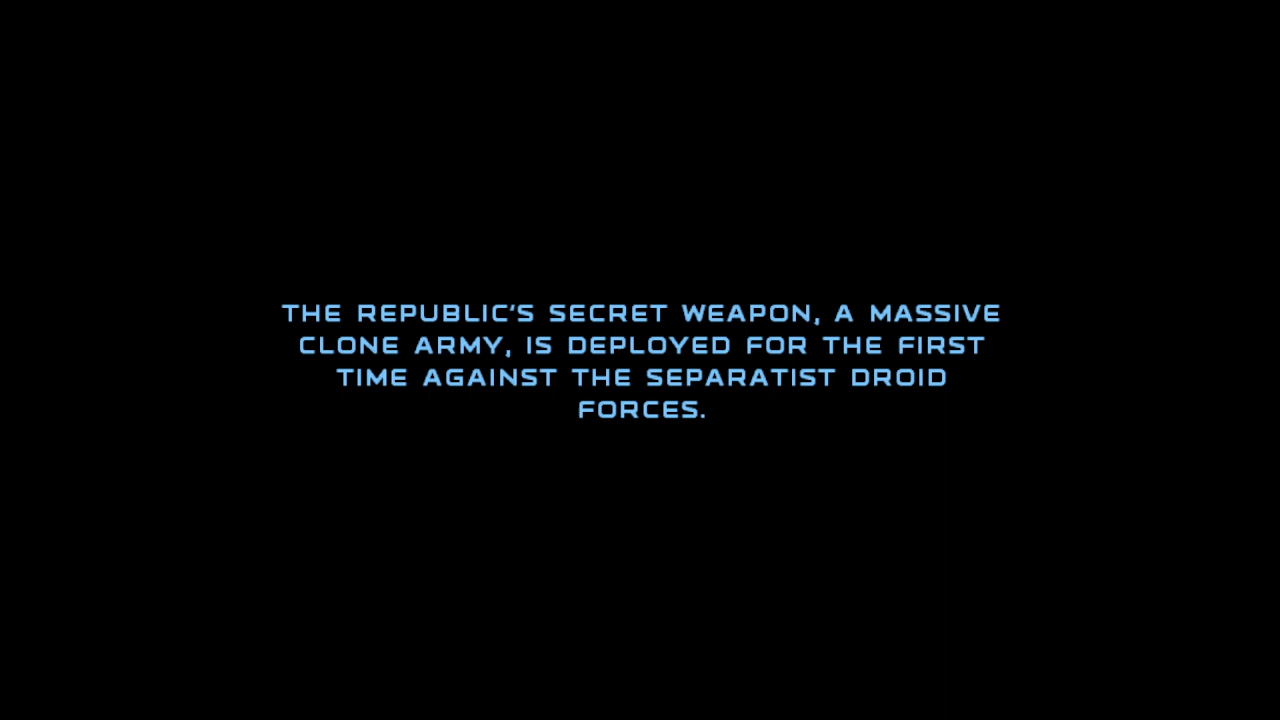 THE REPUBLIC'S SECRET WEAPON, A MASSIVE
CLONE ARMY, IS DEPLOYED FOR THE FIRST
TIME AGAINST THE SEPARATIST DROID
FORCES.